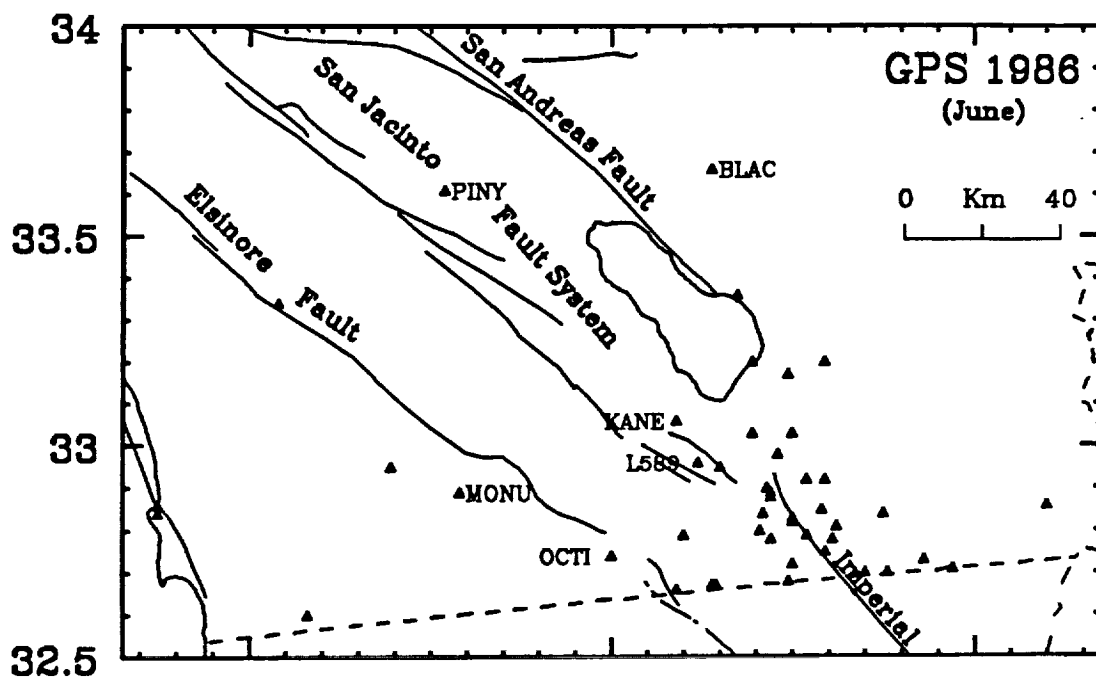 34
33.5
33
32.5
GPS 1986
(June)
0 Km 40
San Andreas Fault
San Jacinto
Fault System
Elsinore
Fault
Imperial
BLAC
PINY
KANE
L589
MONU
OCTI